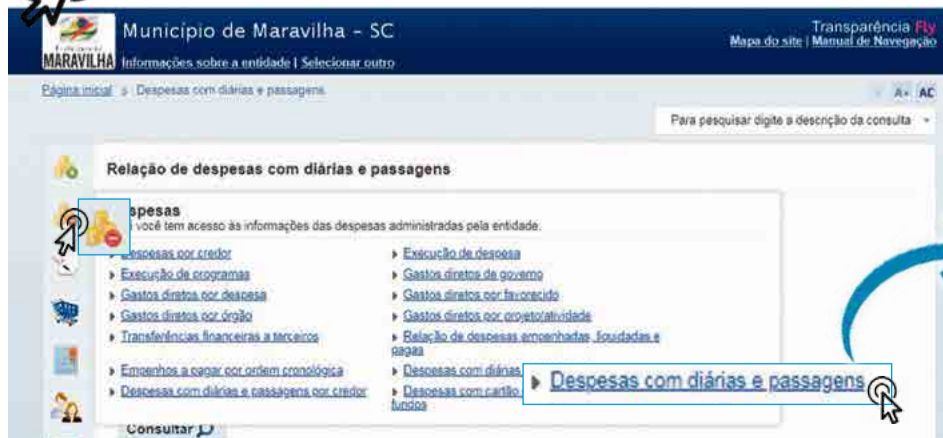 Município de Maravilha - SC
Transparência Fly
Mapa do site | Manual de Navegação
MARAVILHA
Informações sobre a entidade | Selecionar outro
Página inicial
Despesas com diárias e passagens
A+ AC
Para pesquisar digite a descrição da consulta
Relação de despesas com diárias e passagens
spesas
você tem acesso às informações das despesas administradas pela entidade.
Despesas por credor
Execução de despesa
Execução de programas
Gastos diretos de governo
Gastos diretos por despesa
Gastos diretos por favorecido
Gastos diretos por órgão
Gastos diretos por projeto/atividade
Transferências financeiras a terceiros
Relação de despesas empenhadas, liquidadas e
pagas
Empenhos a pagar por ordem cronológica
Despesas com diárias
Despesas com diárias e passagens
Despesas com diárias e passagens por credor
Despesas com cartão
fundos
Consultar